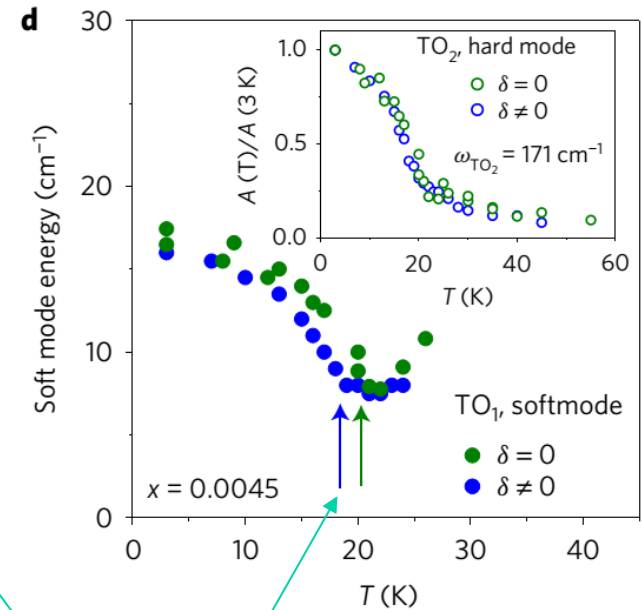 d
30
20
10
0
Soft mode energy (cm⁻¹)
1.0
0.5
0.0
A (T)/A (3 K)
TO₂, hard mode
δ = 0
δ ≠ 0
ω_TO₂ = 171 cm⁻¹
0 20 40 60
T (K)
TO₁, softmode
δ = 0
δ ≠ 0
x = 0.0045
0 10 20 30 40
T (K)